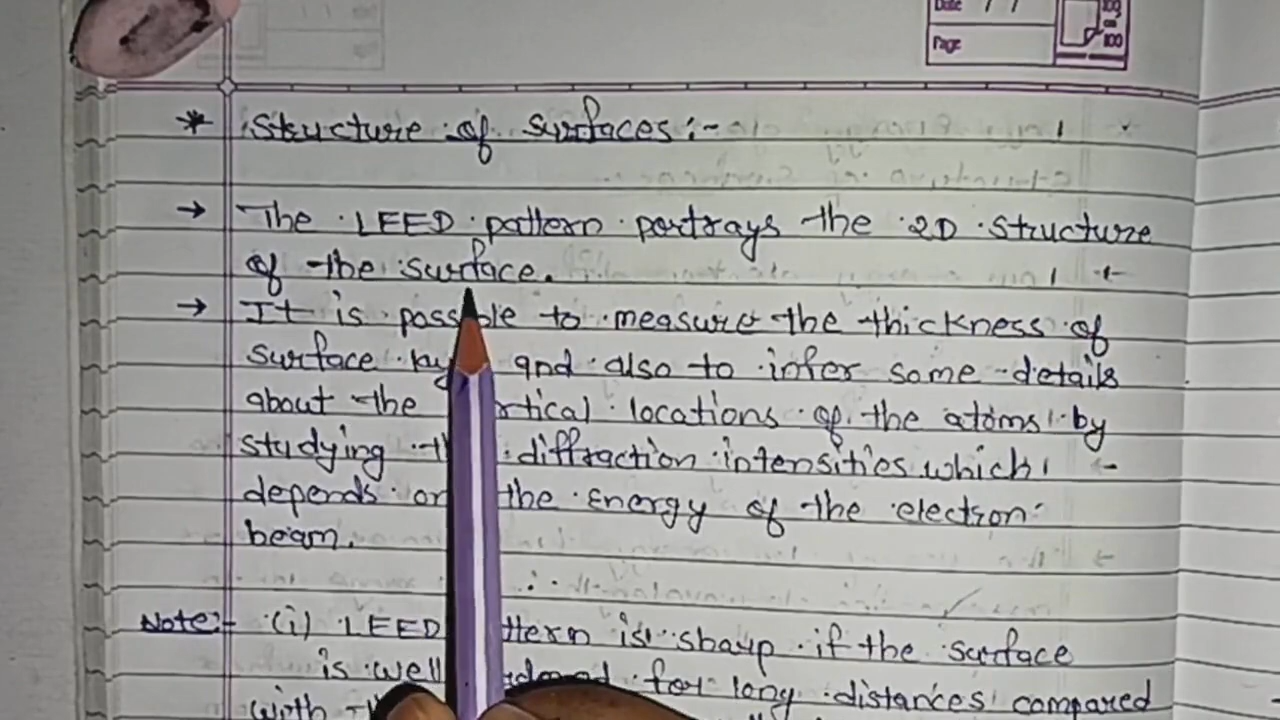 Date / /
Page
100
100
* Structure of surfaces :-
→ The LEED pattern portrays the 2D structure
of the surface.
→ It is possible to measure the thickness of
surface and also to infer some details
about the locations of the atoms by
studying diffraction intensities which
depends on the energy of the electron
beam.
Note:- (i) LEED is sharp if the surface
is well for long distances compared
with